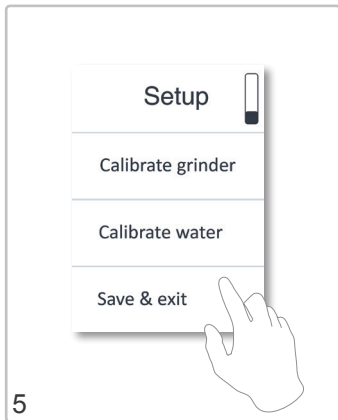 Setup
Calibrate grinder
Calibrate water
Save & exit
5